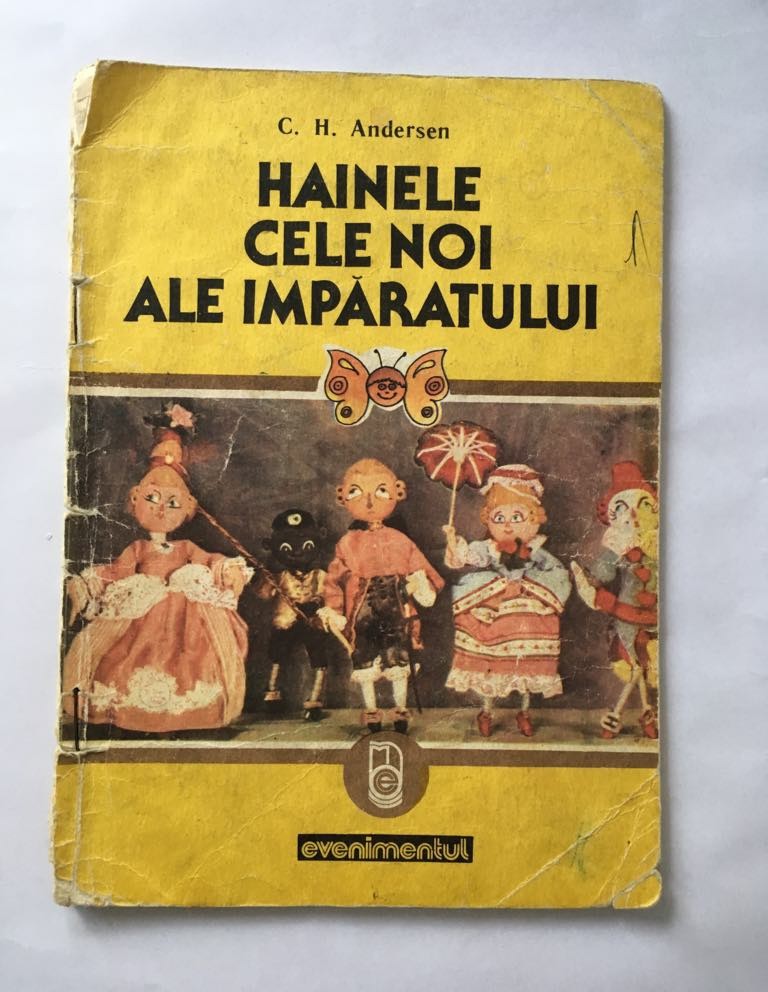 C. H. Andersen
HAINELE
CELE NOI
ALE IMPĂRATULUI
evenimentul